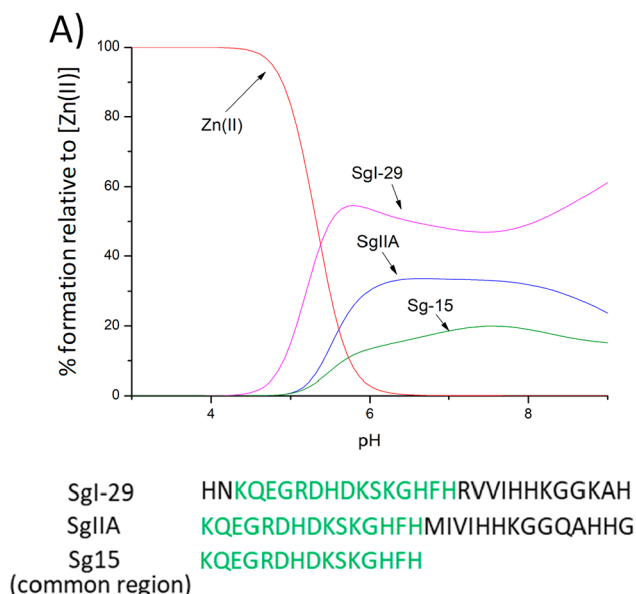 A)
% formation relative to [Zn(II)]
100
80
60
40
20
0
Zn(II)
SgI-29
SgIIA
Sg-15
4
6
8
pH
SgI-29 HNKQEGRDHDKSKGHFHRVVIHHKGGKAH
SgIIA KQEGRDHDKSKGHFHMIVIHHKGGQAHHG
Sg15 KQEGRDHDKSKGHFH
(common region)